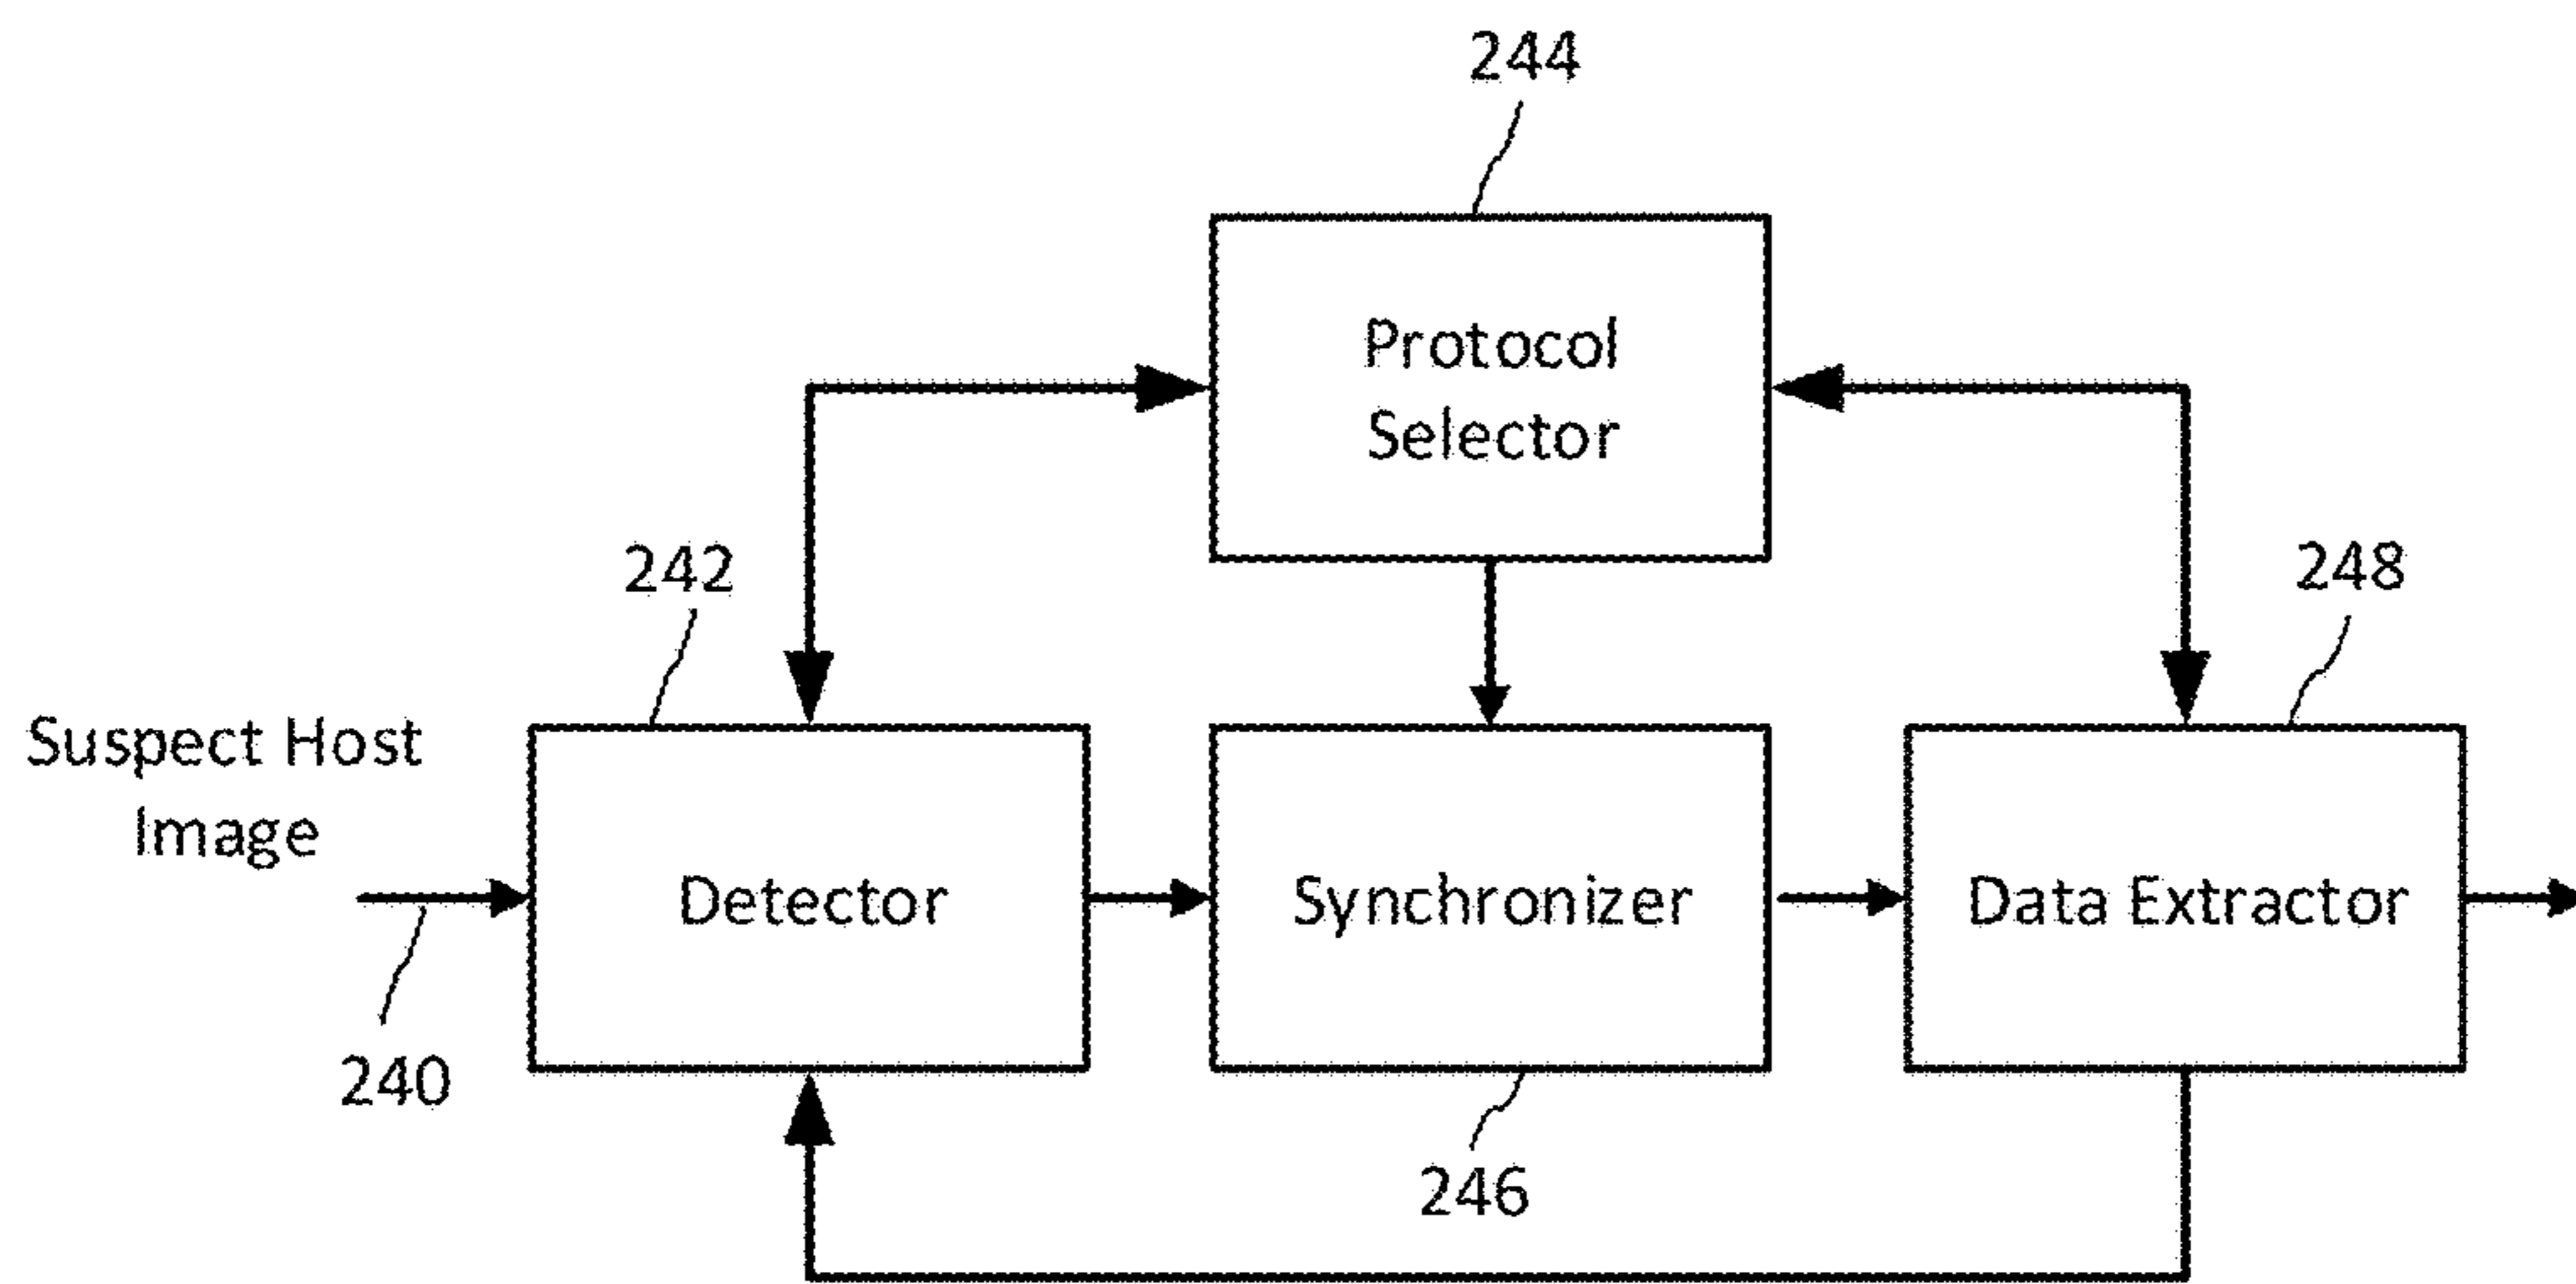 244
Protocol
Selector
242
248
Suspect Host
Image
Detector
Synchronizer
Data Extractor
240
246